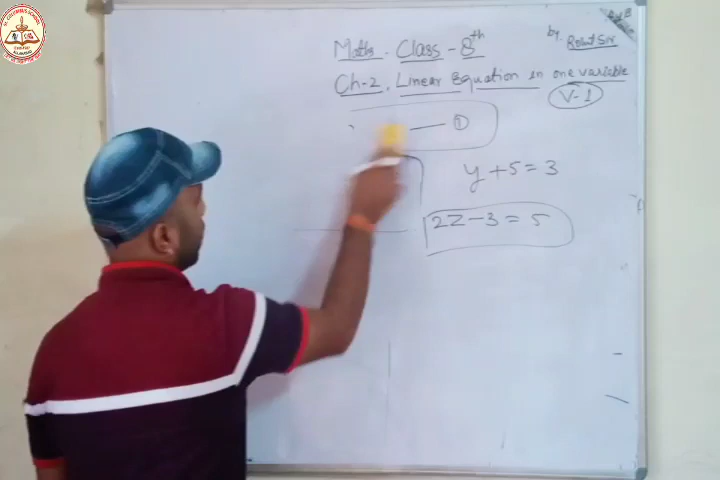 Maths. Class - 8th
by. Rohit Sir
Ch-2. Linear Equation in one variable
V-1
— ①
y + 5 = 3
2Z - 3 = 5